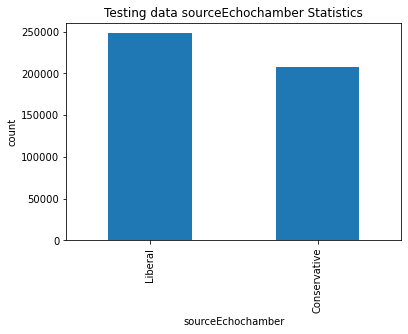 Testing data sourceEchochamber Statistics
250000
200000
150000
100000
50000
0
count
Liberal
Conservative
sourceEchochamber